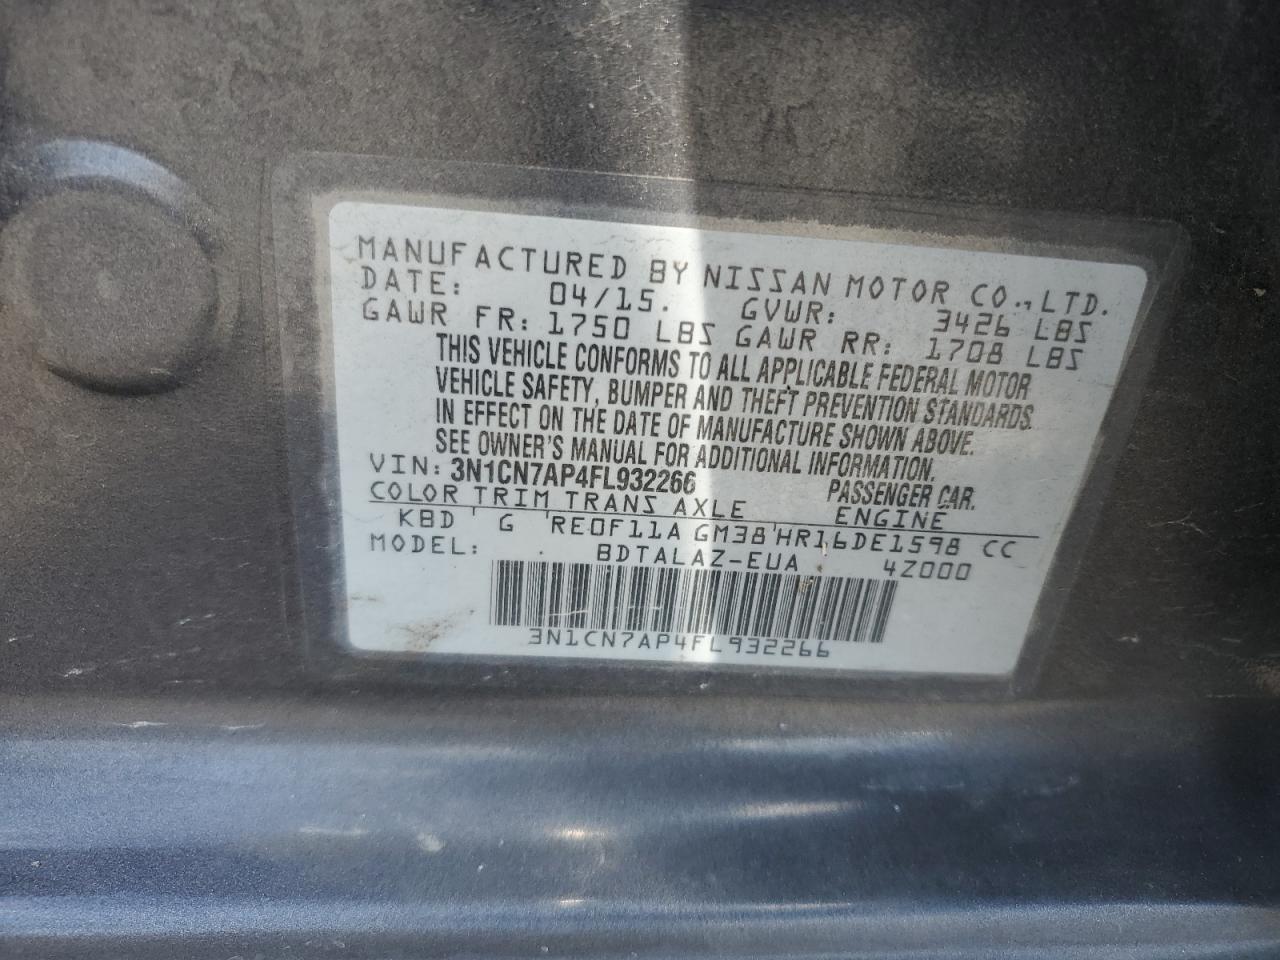 MANUFACTURED BY NISSAN MOTOR CO., LTD.
DATE: 04/15. GVWR: 3426 LBS
GAWR FR: 1750 LBS GAWR RR: 1708 LBS
THIS VEHICLE CONFORMS TO ALL APPLICABLE FEDERAL MOTOR
VEHICLE SAFETY, BUMPER AND THEFT PREVENTION STANDARDS
IN EFFECT ON THE DATE OF MANUFACTURE SHOWN ABOVE.
SEE OWNER'S MANUAL FOR ADDITIONAL INFORMATION.
VIN: 3N1CN7AP4FL932266 PASSENGER CAR.
COLOR TRIM TRANS AXLE ENGINE
KBD G RE0F11A GM38 HR16DE1598 CC
MODEL: BDTALAZ-EUA 4Z000
3N1CN7AP4FL932266